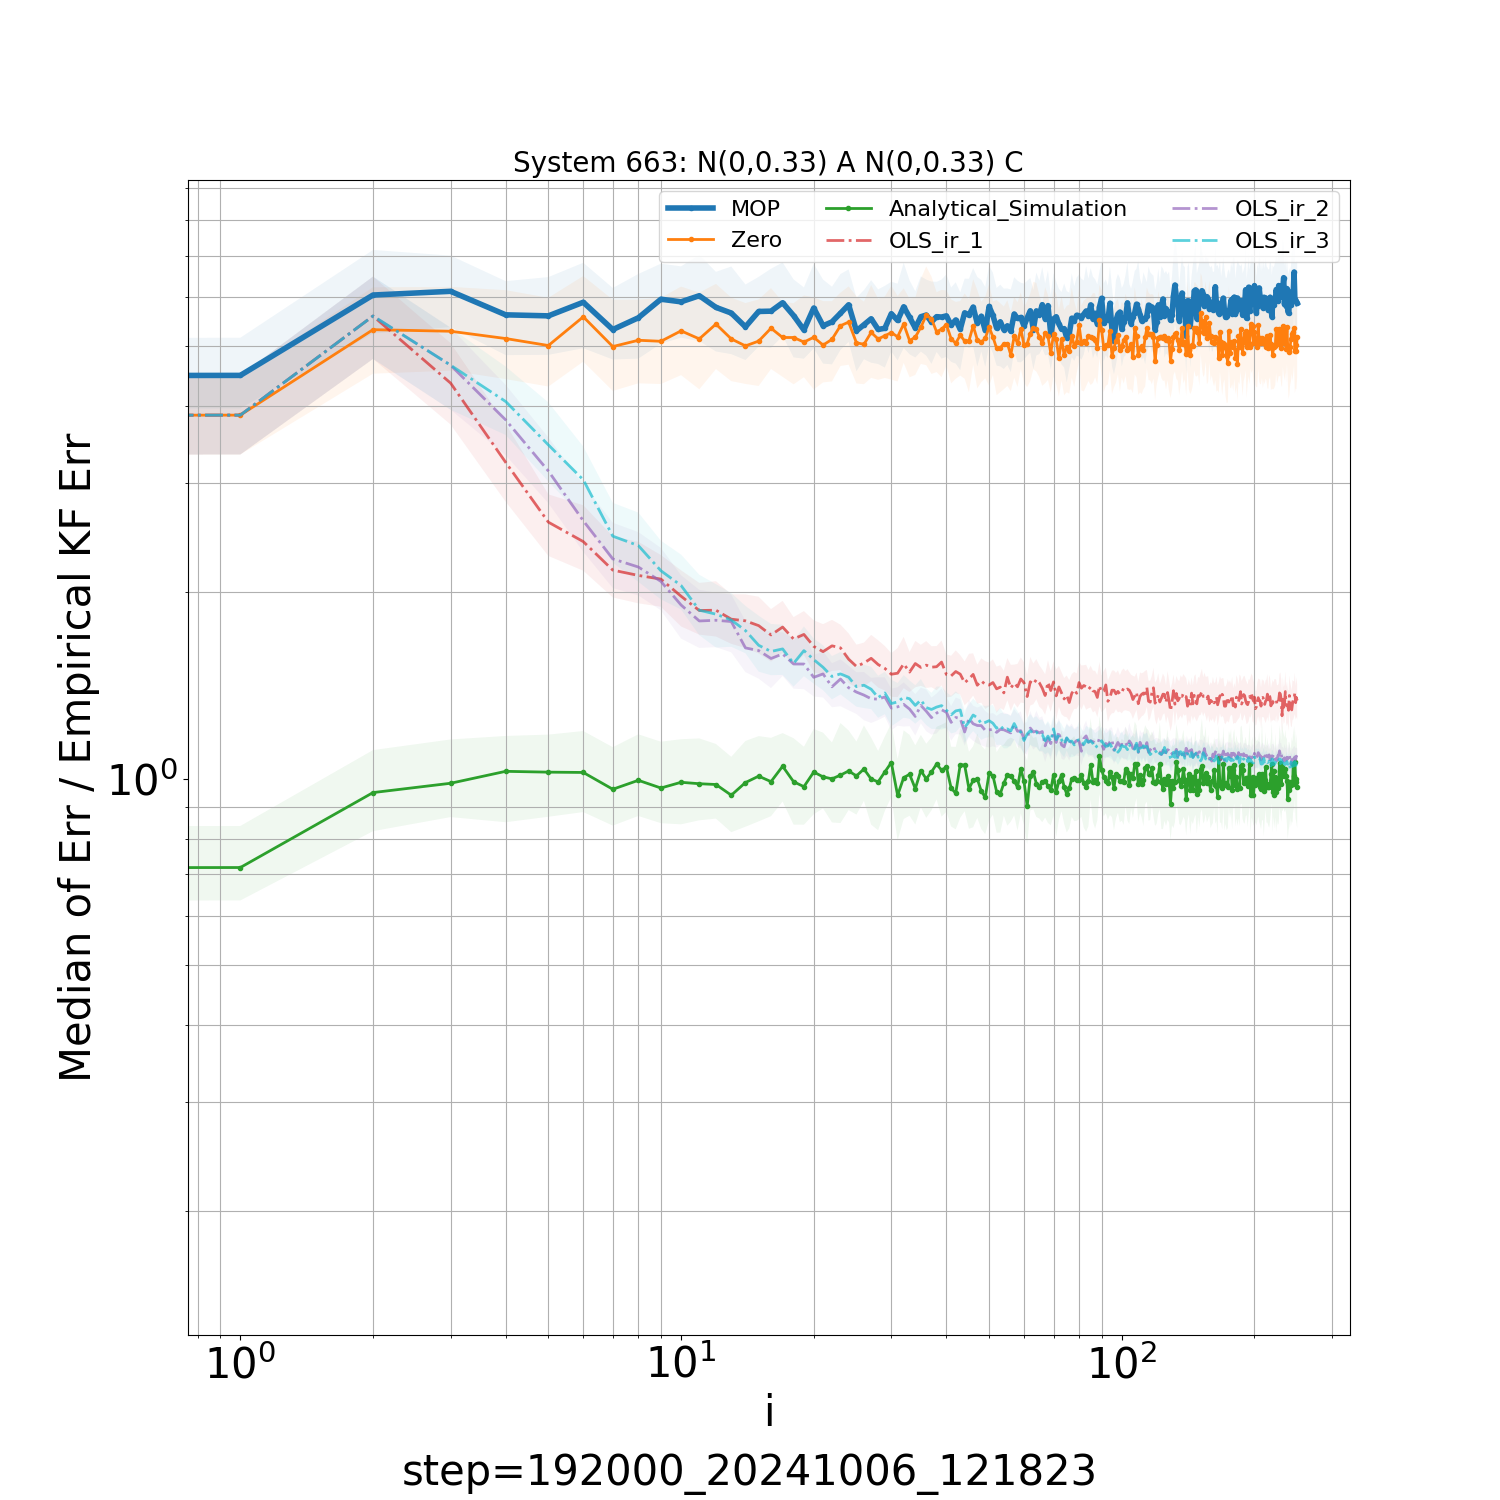 System 663: N(0,0.33) A N(0,0.33) C
MOP
Zero
Analytical_Simulation
OLS_ir_1
OLS_ir_2
OLS_ir_3
Median of Err / Empirical KF Err
10⁰
10⁰ 10¹ 10²
i
step=192000_20241006_121823